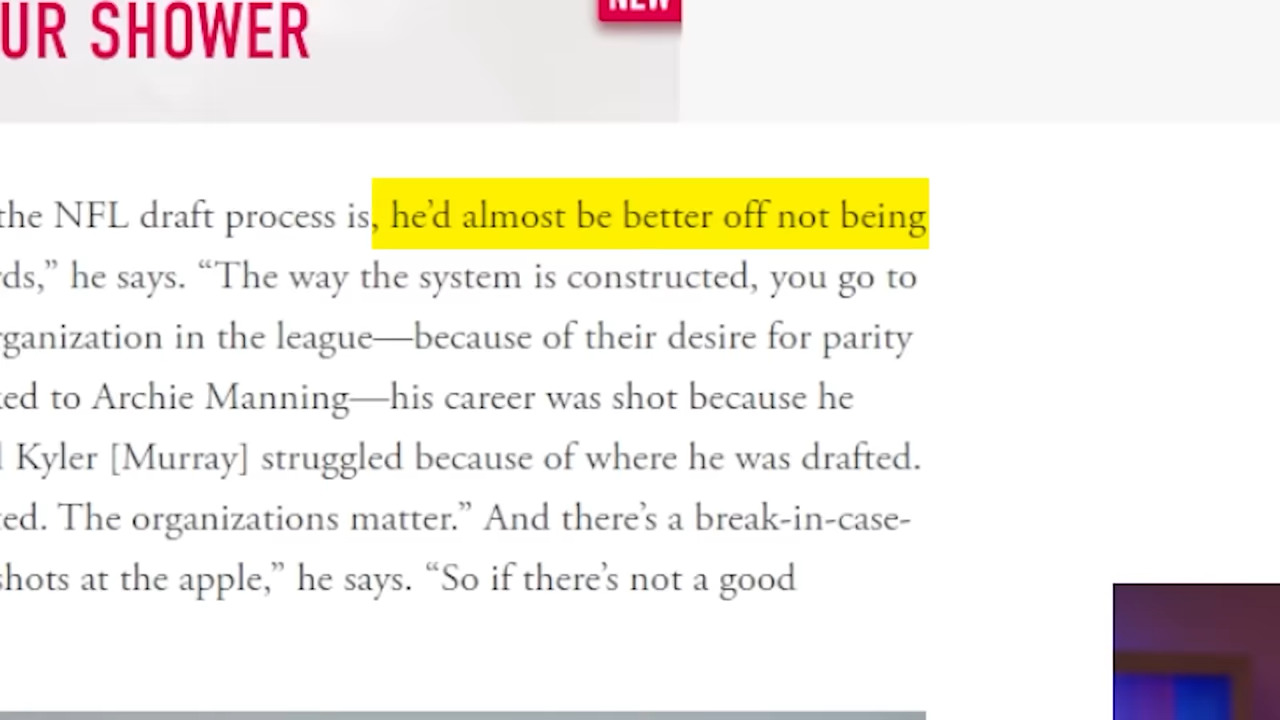 UR SHOWER
NEW
the NFL draft process is, he’d almost be better off not being
rds,” he says. “The way the system is constructed, you go to
rganization in the league—because of their desire for parity
ked to Archie Manning—his career was shot because he
Kyler [Murray] struggled because of where he was drafted.
ted. The organizations matter.” And there’s a break-in-case-
shots at the apple,” he says. “So if there’s not a good